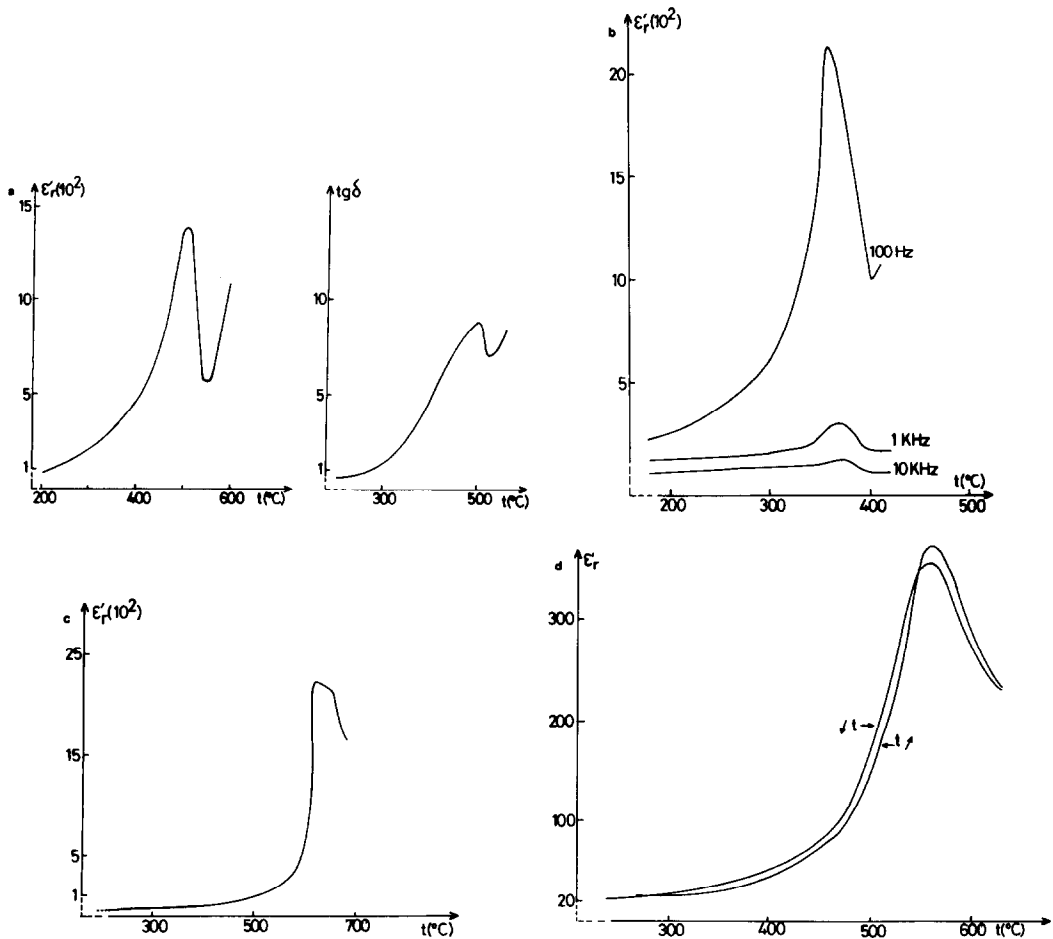 a ε'r(10²)
15
10
5
1
200 400 600 t(°C)
tgδ
10
5
1
300 500 t(°C)
b ε'r(10²)
20
15
10
5
100 Hz
1 KHz
10 KHz
200 300 400 500
t(°C)
c ε'r(10²)
25
15
5
1
300 500 700 t(°C)
d ε'r
300
200
100
20
↙ t →
← t ↗
300 400 500 600 t(°C)